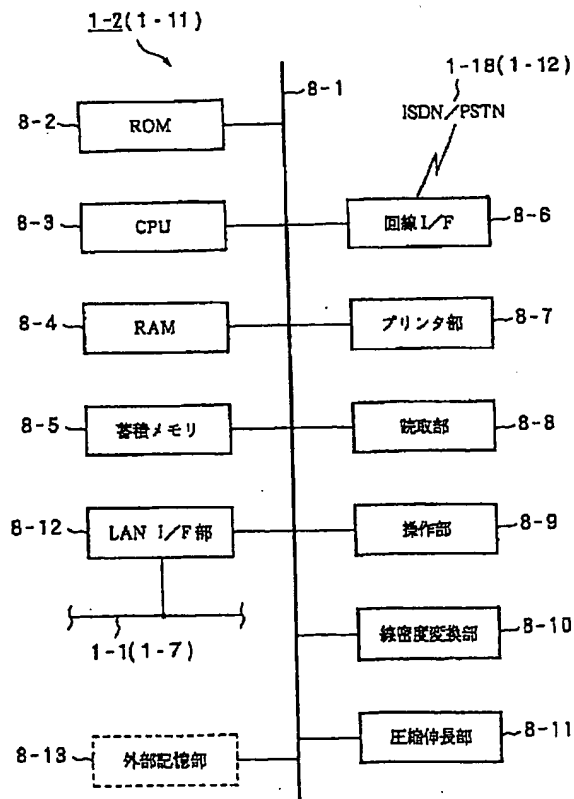 1-2(1-11)
8-1
1-18(1-12)
ISDN/PSTN
8-2
ROM
8-3
CPU
回線I/F
8-6
8-4
RAM
プリンタ部
8-7
8-5
蓄積メモリ
読取部
8-8
8-12
LAN I/F部
操作部
8-9
1-1(1-7)
線密度変換部
8-10
8-13
外部記憶部
圧縮伸長部
8-11